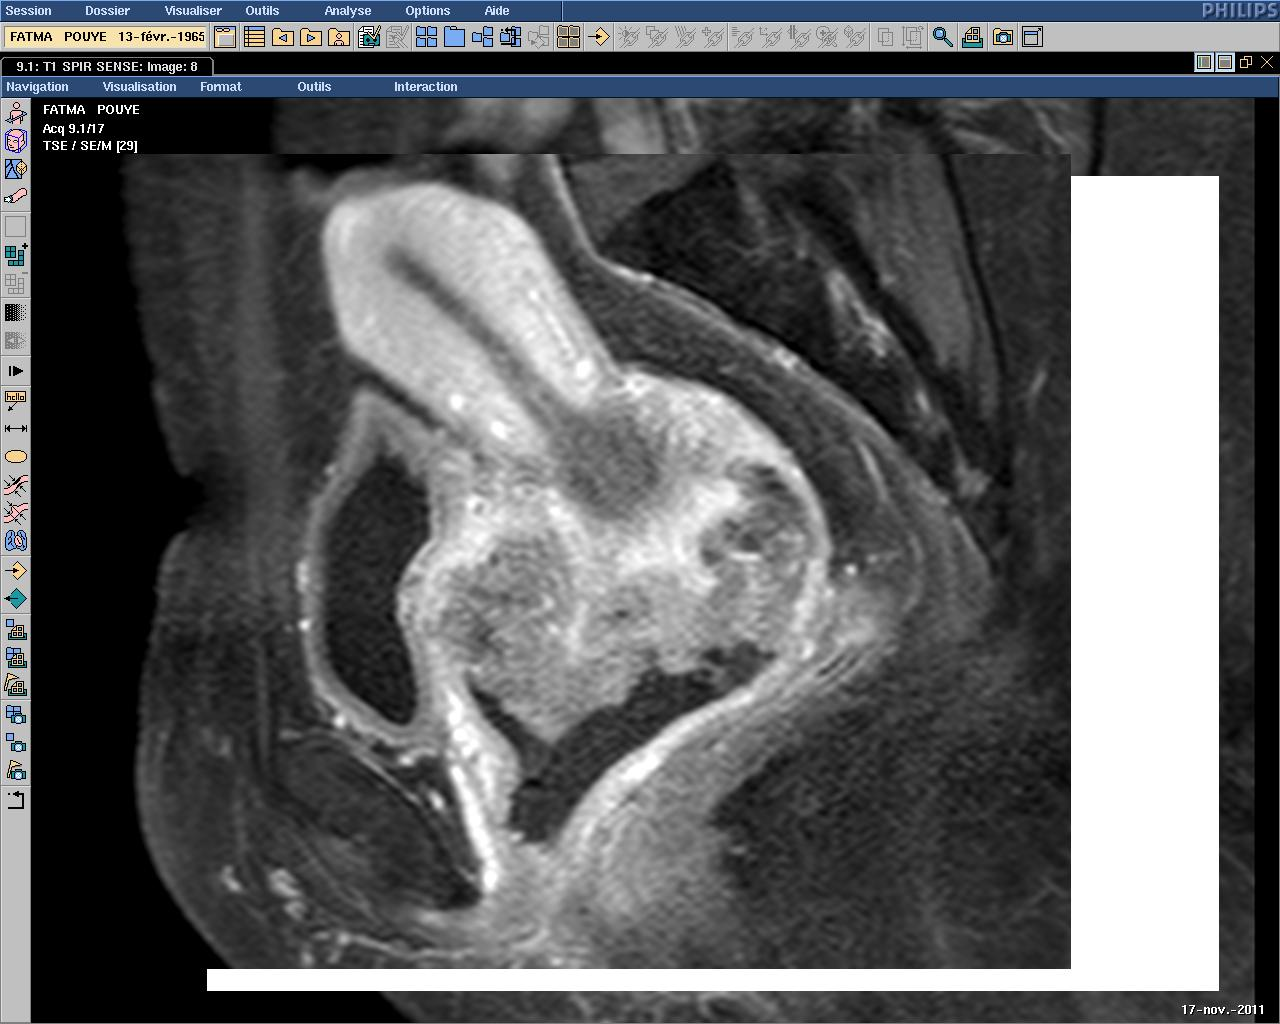 Session Dossier Visualiser Outils Analyse Options Aide PHILIPS
FATMA POUYE 13-févr.-1965
9.1: T1 SPIR SENSE: Image: 8
Navigation Visualisation Format Outils Interaction
FATMA POUYE
Acq 9.1/17
TSE / SE/M [29]
hello
17-nov.-2011